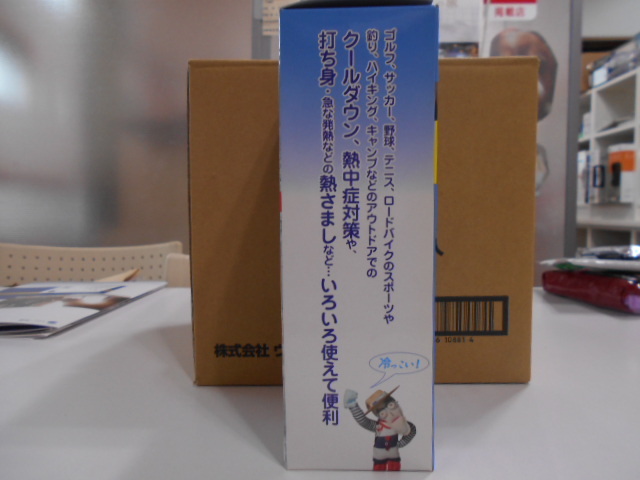 ゴルフ、サッカー、野球、テニス、ロードバイクのスポーツや
釣り、ハイキング、キャンプなどのアウトドアでの
クールダウン、熱中症対策や、
打ち身・急な発熱などの熱さましなど…いろいろ使えて便利
冷っこい!
株式会社
掲載店